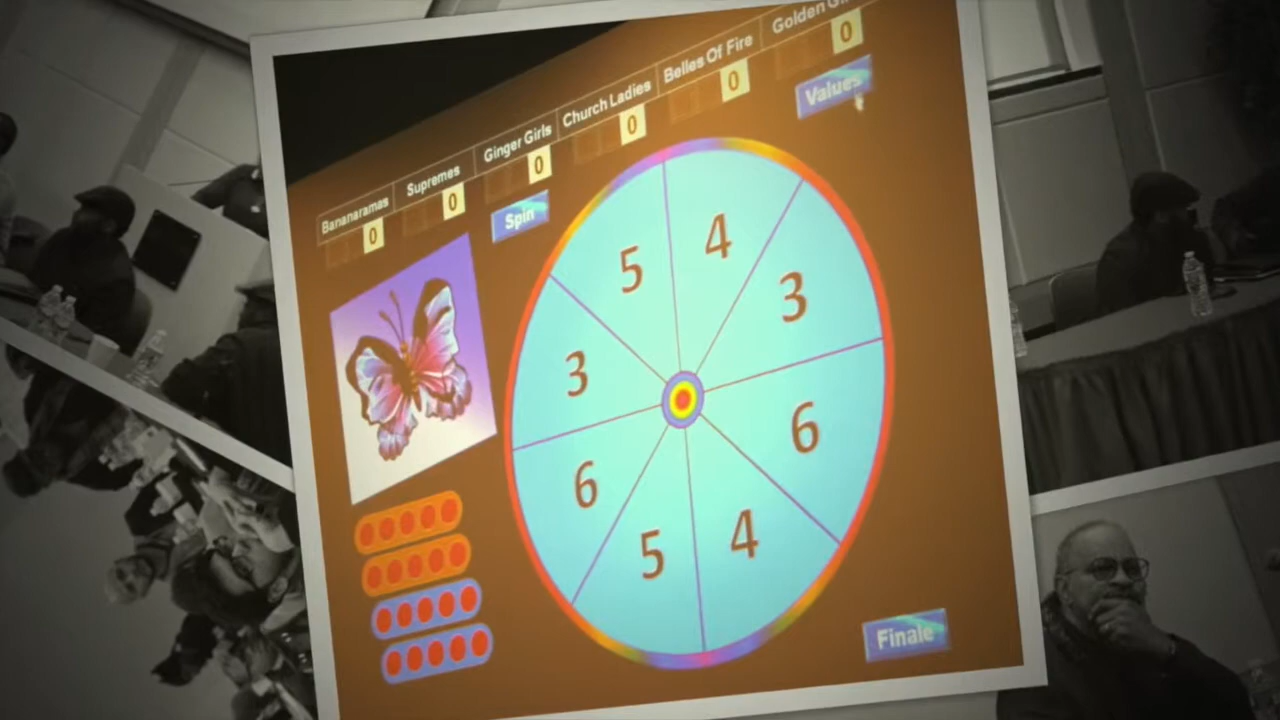 Bananaramas Supremes Ginger Girls Church Ladies Belles Of Fire Golden
0 0 0 0 0 0
Spin Values
5 4
3 3
6 6
5 4
Finale